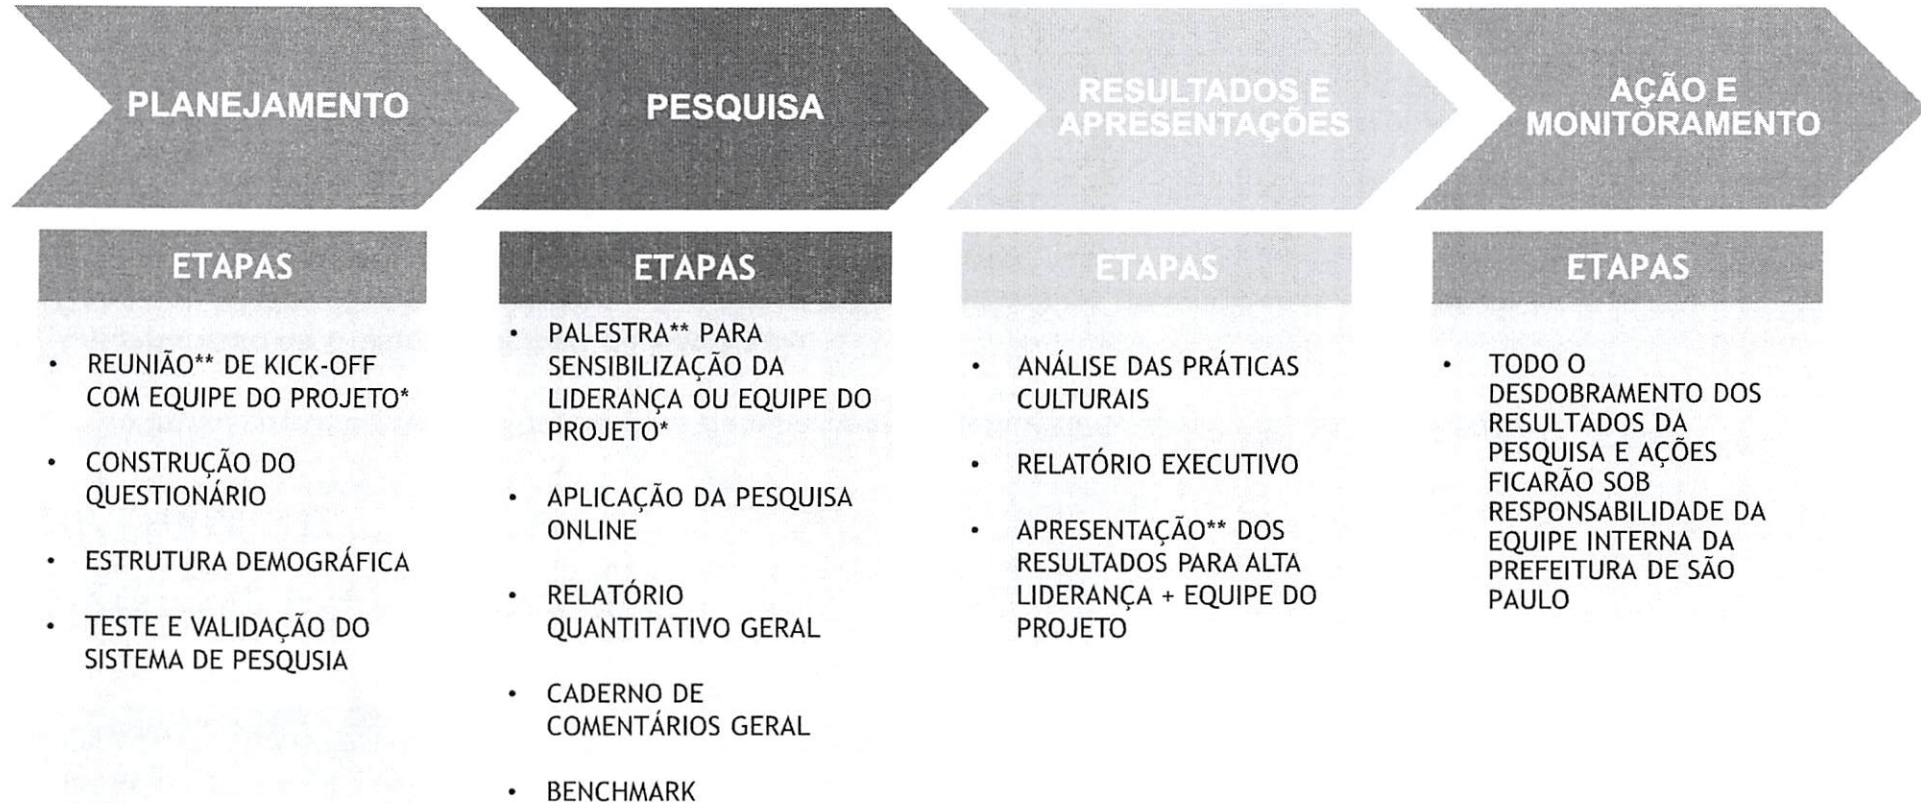 PLANEJAMENTO
PESQUISA
RESULTADOS E
APRESENTAÇÕES
AÇÃO E
MONITORAMENTO
ETAPAS
• REUNIÃO** DE KICK-OFF
COM EQUIPE DO PROJETO*
• CONSTRUÇÃO DO
QUESTIONÁRIO
• ESTRUTURA DEMOGRÁFICA
• TESTE E VALIDAÇÃO DO
SISTEMA DE PESQUSIA
ETAPAS
• PALESTRA** PARA
SENSIBILIZAÇÃO DA
LIDERANÇA OU EQUIPE DO
PROJETO*
• APLICAÇÃO DA PESQUISA
ONLINE
• RELATÓRIO
QUANTITATIVO GERAL
• CADERNO DE
COMENTÁRIOS GERAL
• BENCHMARK
ETAPAS
• ANÁLISE DAS PRÁTICAS
CULTURAIS
• RELATÓRIO EXECUTIVO
• APRESENTAÇÃO** DOS
RESULTADOS PARA ALTA
LIDERANÇA + EQUIPE DO
PROJETO
ETAPAS
• TODO O
DESDOBRAMENTO DOS
RESULTADOS DA
PESQUISA E AÇÕES
FICARÃO SOB
RESPONSABILIDADE DA
EQUIPE INTERNA DA
PREFEITURA DE SÃO
PAULO